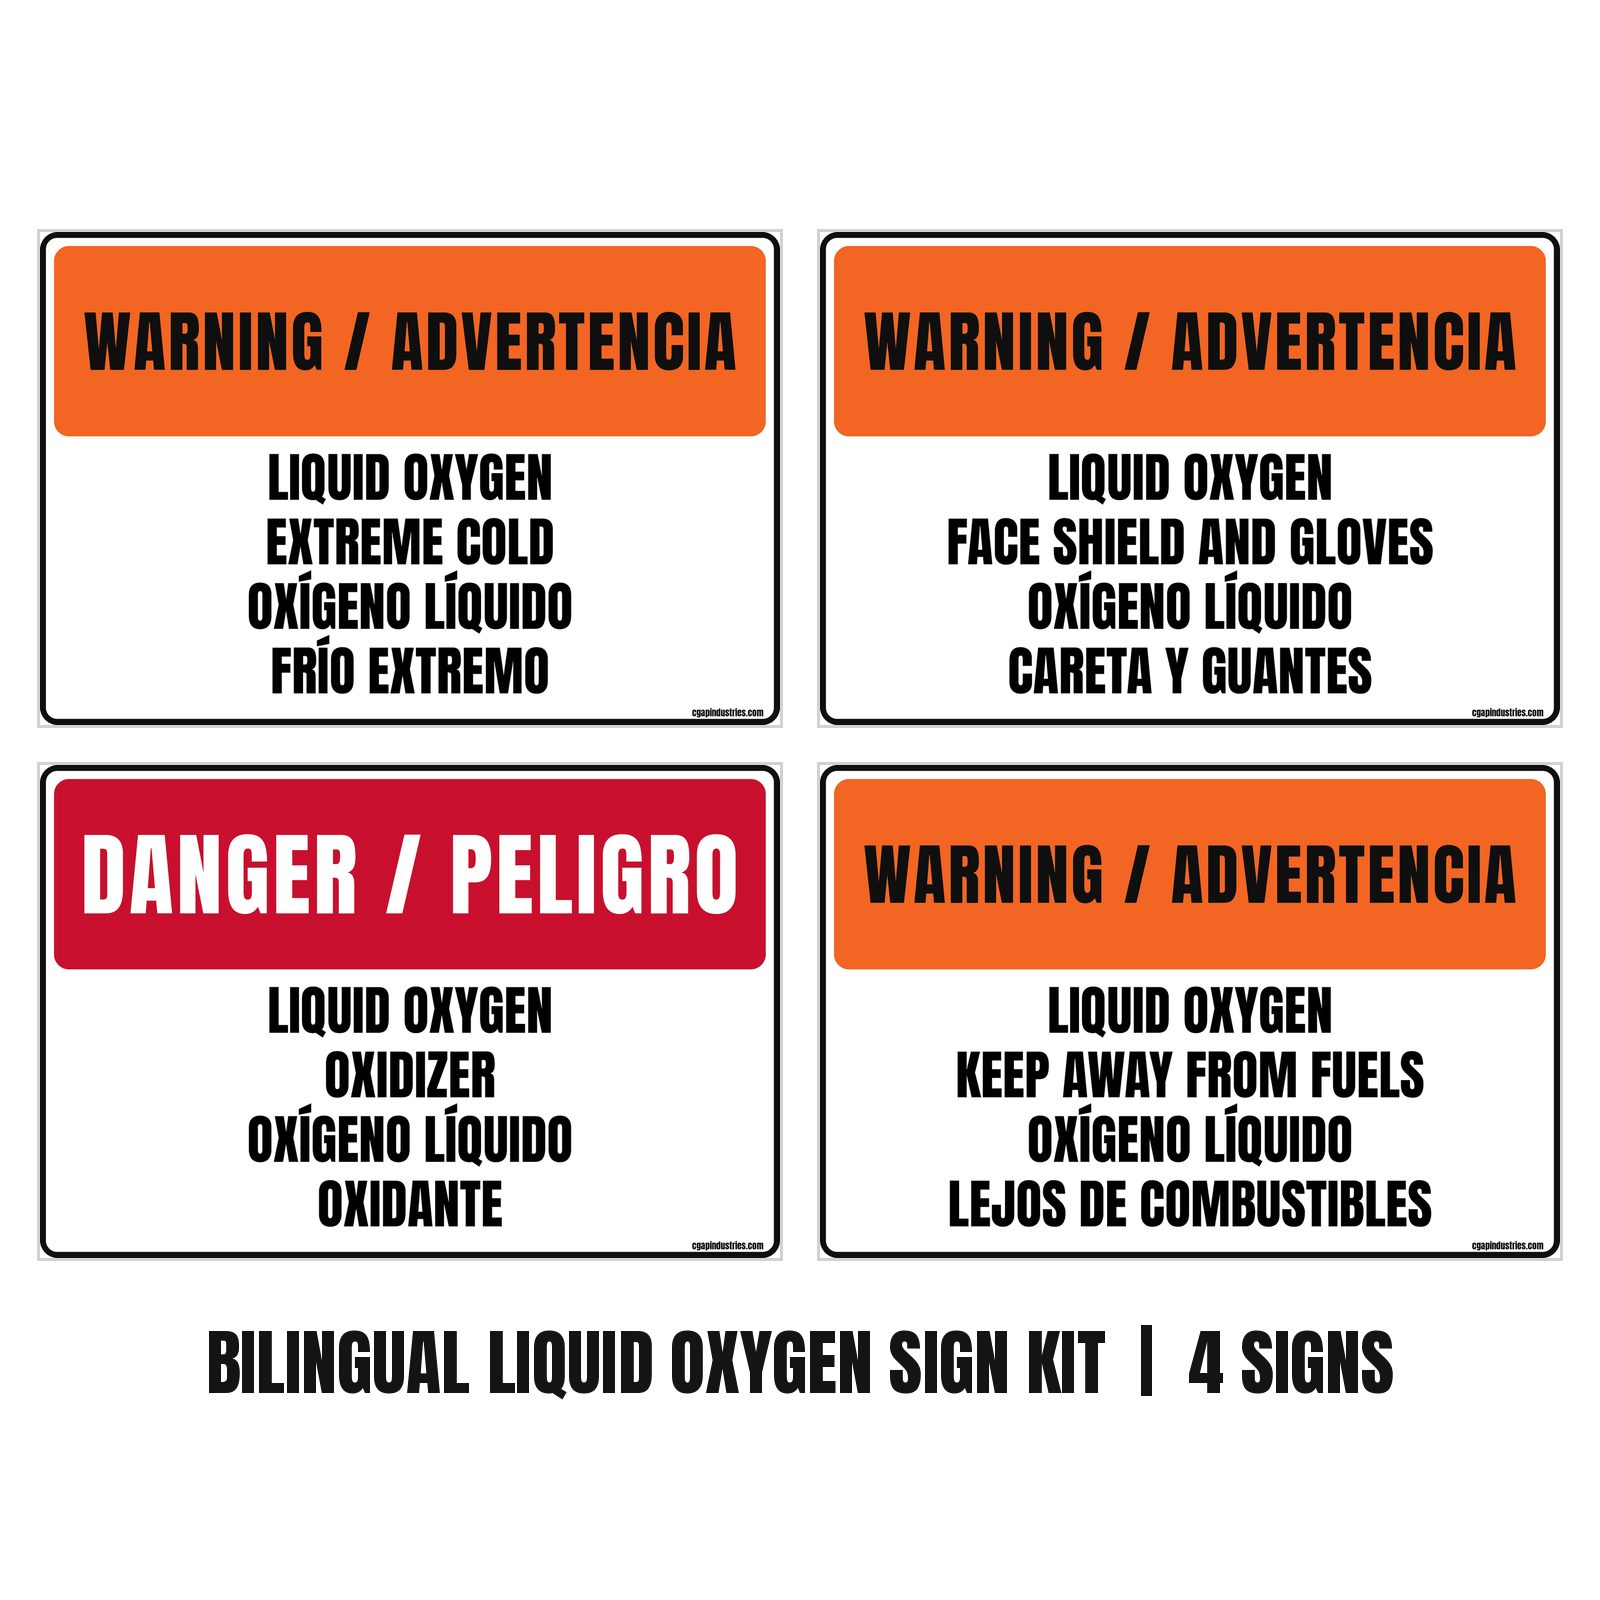 WARNING / ADVERTENCIA
LIQUID OXYGEN
EXTREME COLD
OXÍGENO LÍQUIDO
FRÍO EXTREMO
cgapindustries.com
WARNING / ADVERTENCIA
LIQUID OXYGEN
FACE SHIELD AND GLOVES
OXÍGENO LÍQUIDO
CARETA Y GUANTES
cgapindustries.com
DANGER / PELIGRO
LIQUID OXYGEN
OXIDIZER
OXÍGENO LÍQUIDO
OXIDANTE
cgapindustries.com
WARNING / ADVERTENCIA
LIQUID OXYGEN
KEEP AWAY FROM FUELS
OXÍGENO LÍQUIDO
LEJOS DE COMBUSTIBLES
cgapindustries.com
BILINGUAL LIQUID OXYGEN SIGN KIT | 4 SIGNS